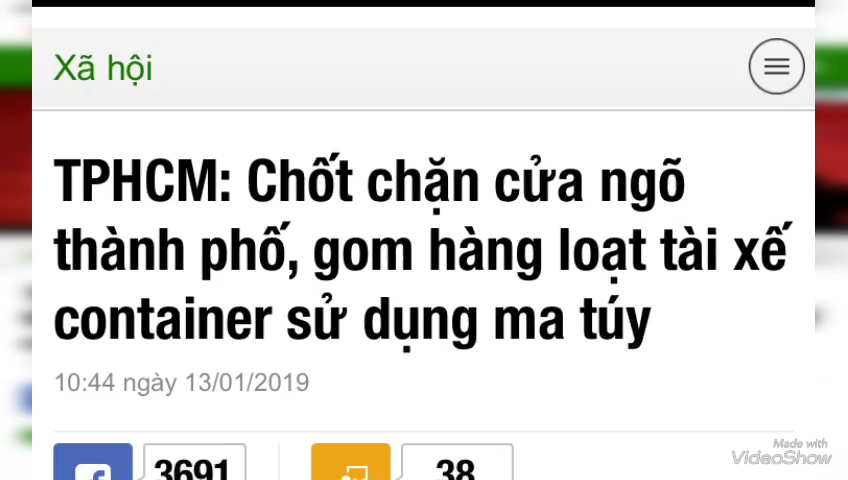 Xã hội
TPHCM: Chốt chặn cửa ngõ
thành phố, gom hàng loạt tài xế
container sử dụng ma túy
10:44 ngày 13/01/2019
3691
38
Made with
VideoShow